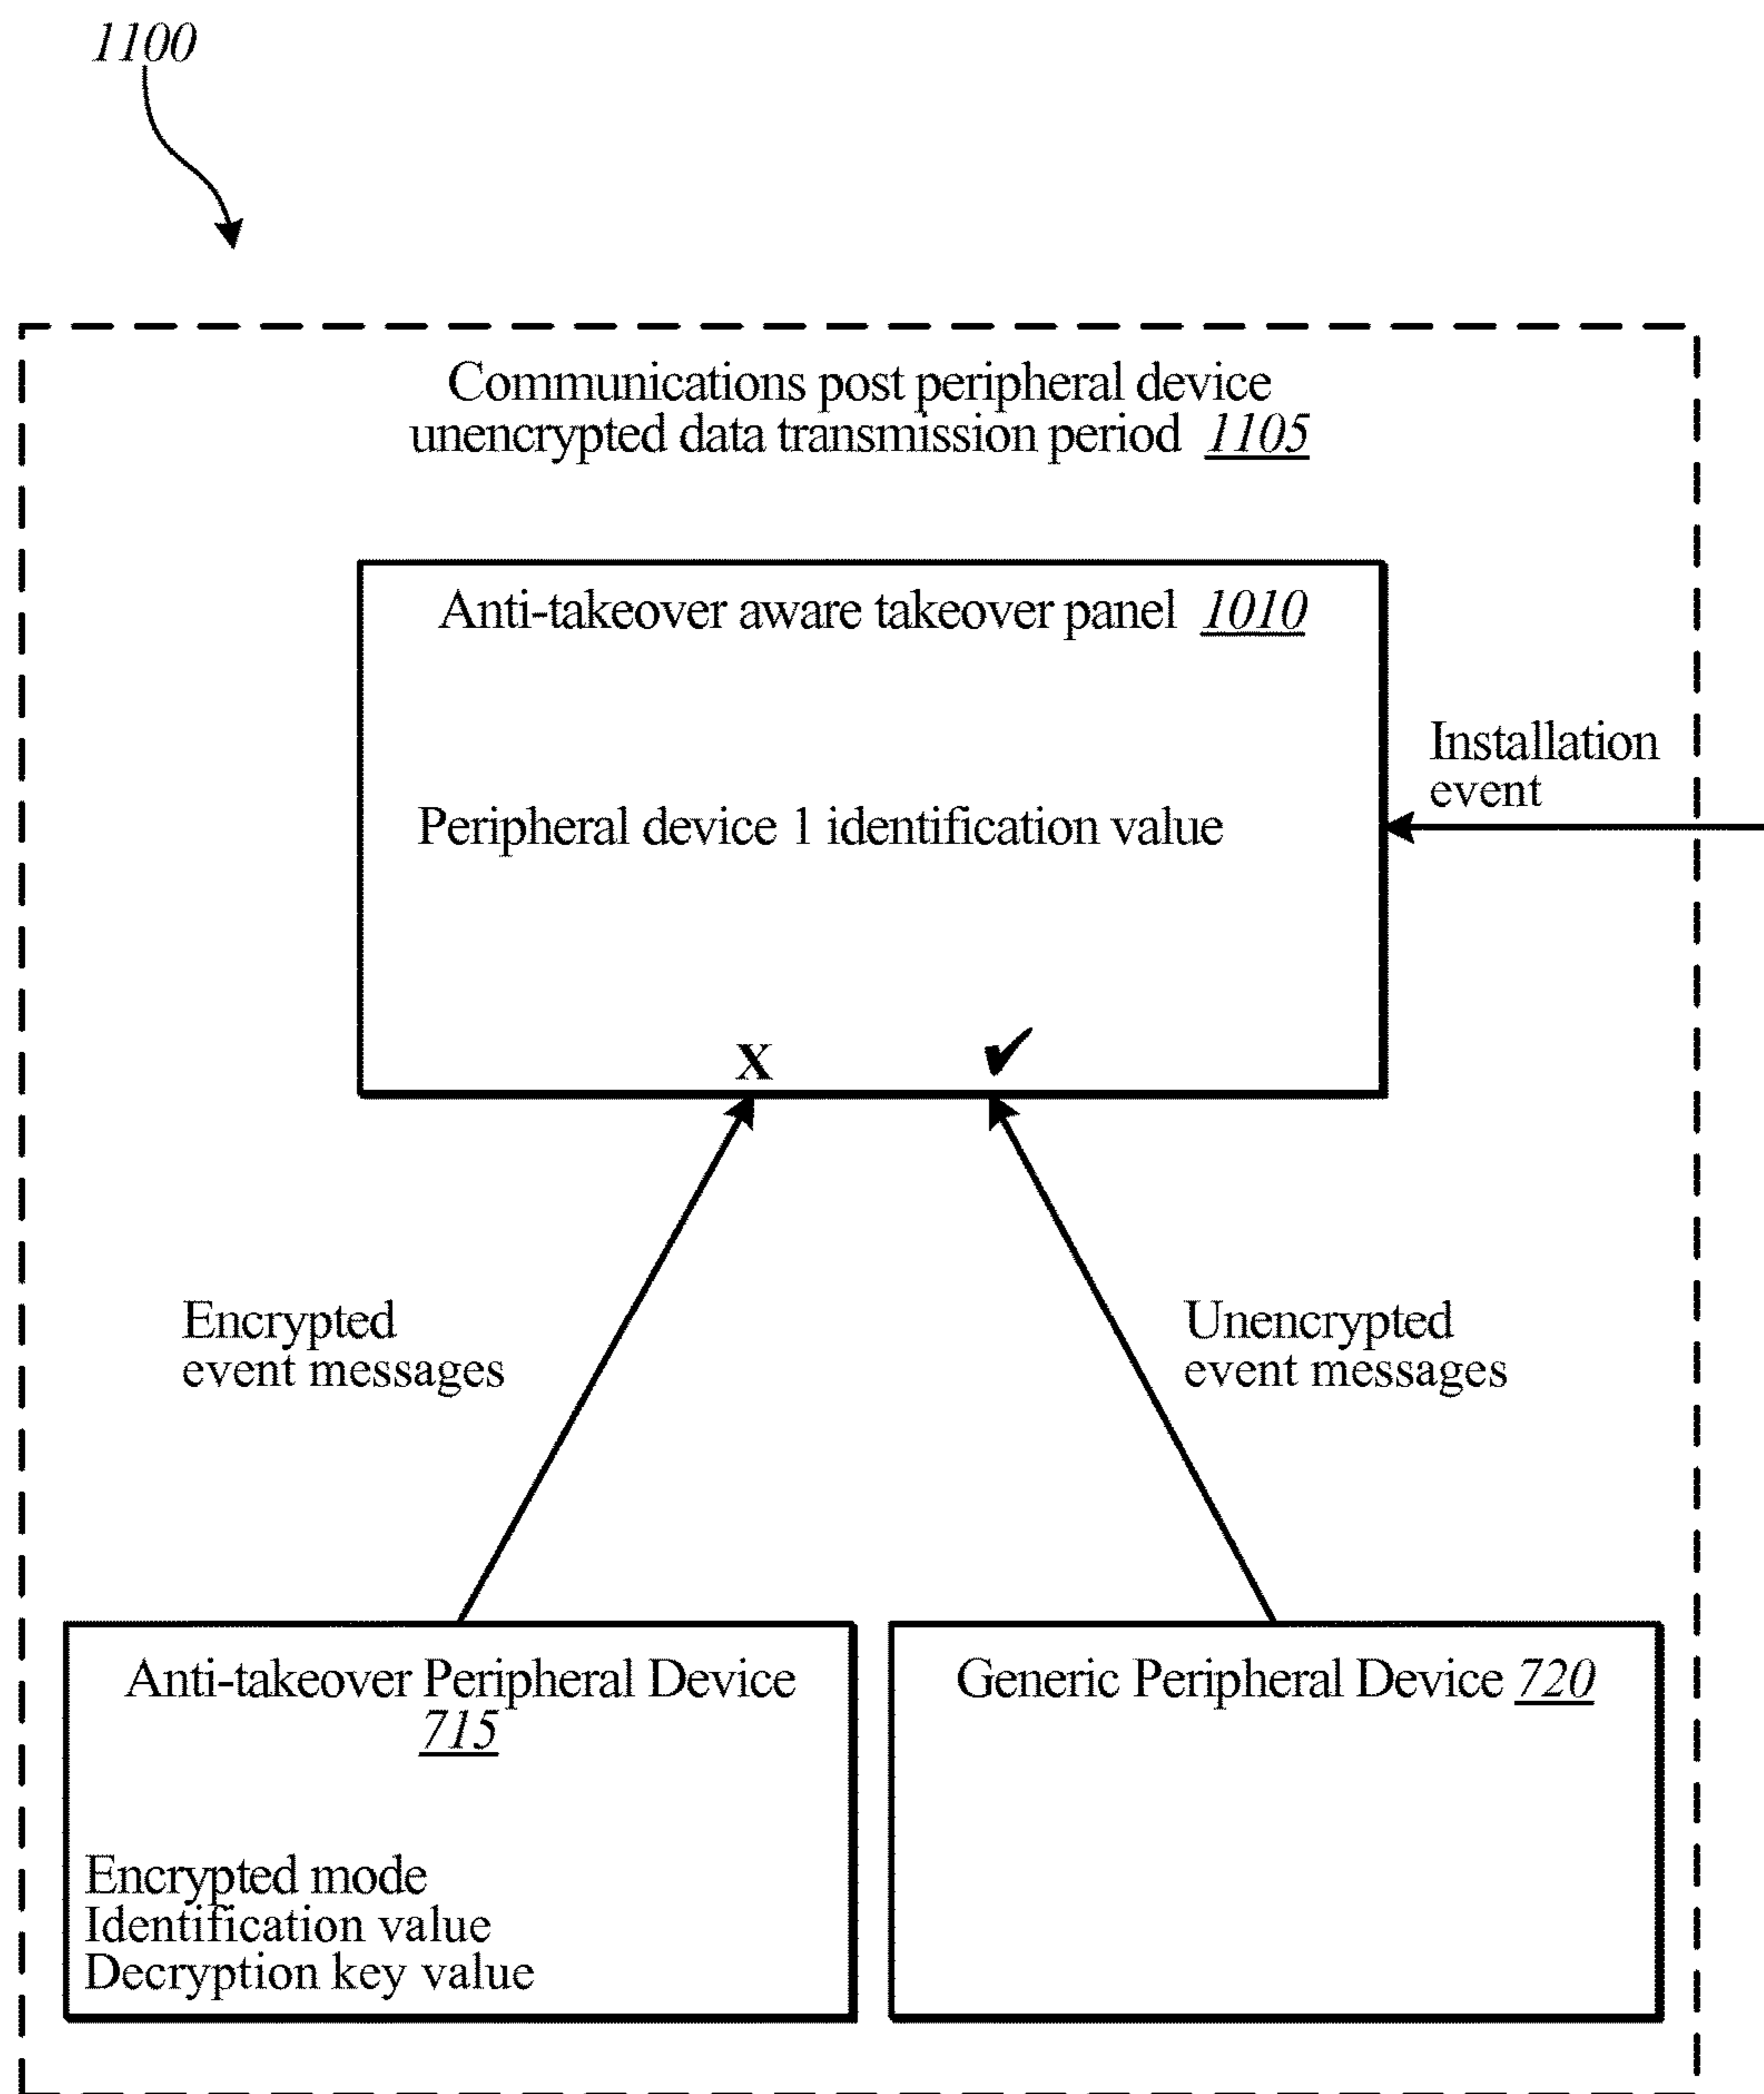 1100
Communications post peripheral device
unencrypted data transmission period 1105
Anti-takeover aware takeover panel 1010
Installation
event
Peripheral device 1 identification value
X
✓
Encrypted
event messages
Unencrypted
event messages
Anti-takeover Peripheral Device
715
Encrypted mode
Identification value
Decryption key value
Generic Peripheral Device 720